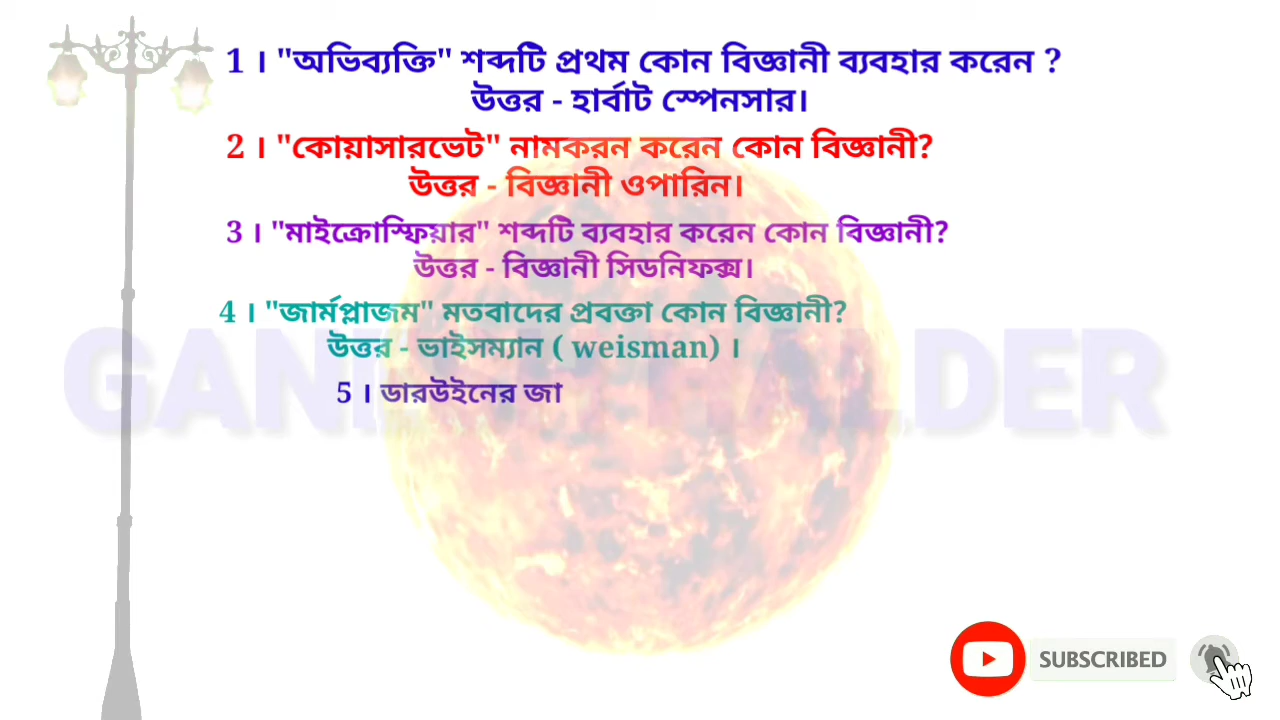 1 । "অভিব্যক্তি" শব্দটি প্রথম কোন বিজ্ঞানী ব্যবহার করেন ?
উত্তর - হার্বাট স্পেনসার।
2 । "কোয়াসারভেট" নামকরন করেন কোন বিজ্ঞানী?
উত্তর - বিজ্ঞানী ওপারিন।
3 । "মাইক্রোস্ফিয়ার" শব্দটি ব্যবহার করেন কোন বিজ্ঞানী?
উত্তর - বিজ্ঞানী সিডনিফক্স।
4 । "জার্মপ্লাজম" মতবাদের প্রবক্তা কোন বিজ্ঞানী?
উত্তর - ভাইসম্যান ( weisman) ।
5 । ডারউইনের জা
SUBSCRIBED